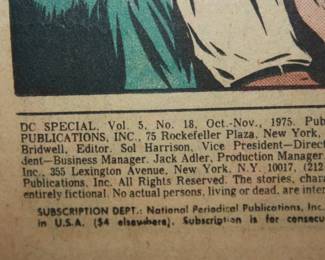 DC SPECIAL, Vol. 5, No. 18, Oct.-Nov., 1975. Pub
PUBLICATIONS, INC., 75 Rockefeller Plaza, New York,
Bridwell, Editor. Sol Harrison, Vice President—Direct
dent—Business Manager. Jack Adler, Production Manager
Inc., 355 Lexington Avenue, New York, N.Y. 10017, (212
Publications, Inc. All Rights Reserved. The stories, chara
entirely fictional. No actual persons, living or dead, are inter
SUBSCRIPTION DEPT.: National Periodical Publications, Inc.
in U.S.A. ($4 elsewhere). Subscription is for consecu